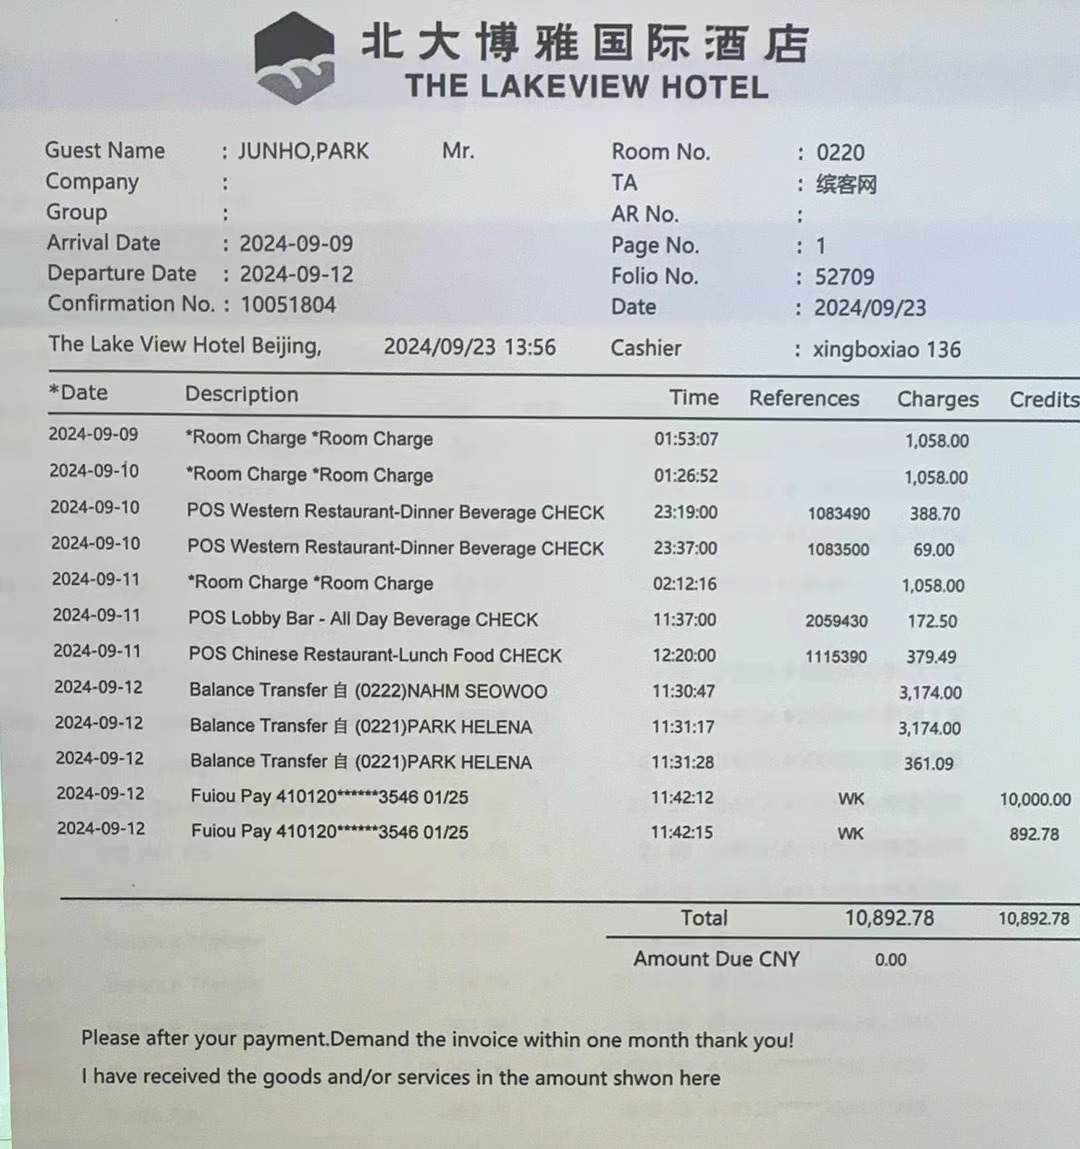 北大博雅国际酒店
THE LAKEVIEW HOTEL
Guest Name : JUNHO,PARK Mr. Room No. : 0220
Company : TA : 缤客网
Group : AR No. :
Arrival Date : 2024-09-09 Page No. : 1
Departure Date : 2024-09-12 Folio No. : 52709
Confirmation No. : 10051804 Date : 2024/09/23
The Lake View Hotel Beijing, 2024/09/23 13:56 Cashier : xingboxiao 136
*Date Description Time References Charges Credits
2024-09-09 *Room Charge *Room Charge 01:53:07 1,058.00
2024-09-10 *Room Charge *Room Charge 01:26:52 1,058.00
2024-09-10 POS Western Restaurant-Dinner Beverage CHECK 23:19:00 1083490 388.70
2024-09-10 POS Western Restaurant-Dinner Beverage CHECK 23:37:00 1083500 69.00
2024-09-11 *Room Charge *Room Charge 02:12:16 1,058.00
2024-09-11 POS Lobby Bar - All Day Beverage CHECK 11:37:00 2059430 172.50
2024-09-11 POS Chinese Restaurant-Lunch Food CHECK 12:20:00 1115390 379.49
2024-09-12 Balance Transfer 自 (0222)NAHM SEOWOO 11:30:47 3,174.00
2024-09-12 Balance Transfer 自 (0221)PARK HELENA 11:31:17 3,174.00
2024-09-12 Balance Transfer 自 (0221)PARK HELENA 11:31:28 361.09
2024-09-12 Fuiou Pay 410120******3546 01/25 11:42:12 WK 10,000.00
2024-09-12 Fuiou Pay 410120******3546 01/25 11:42:15 WK 892.78
Total 10,892.78 10,892.78
Amount Due CNY 0.00
Please after your payment.Demand the invoice within one month thank you!
I have received the goods and/or services in the amount shwon here